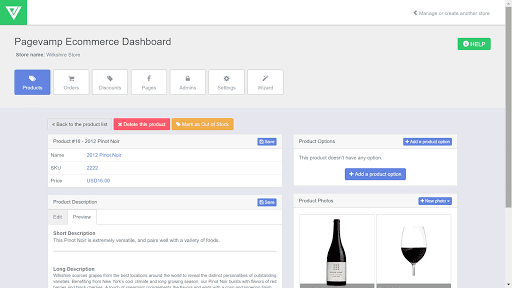 Manage or create another store
Pagevamp Ecommerce Dashboard
Store name: Wilkshire Store
HELP
Products
Orders
Discounts
Pages
Admins
Settings
Wizard
< Back to the product list
Delete this product
Mark as Out of Stock
Product #18 - 2012 Pinot Noir
Save
Name
2012 Pinot Noir
SKU
2222
Price
USD16.00
Product Options
Add a product option
This product doesn't have any option.
Add a product option
Product Description
Save
Edit
Preview
Short Description
This Pinot Noir is extremely versatile, and pairs well with a variety of foods.
Long Description
Wilkshire sources grapes from the best locations around the world to reveal the distinct personalities of outstanding
varietals. Benefiting from New York's cool climate and long growing season, our Pinot Noir bursts with flavors of red
Product Photos
New photo »